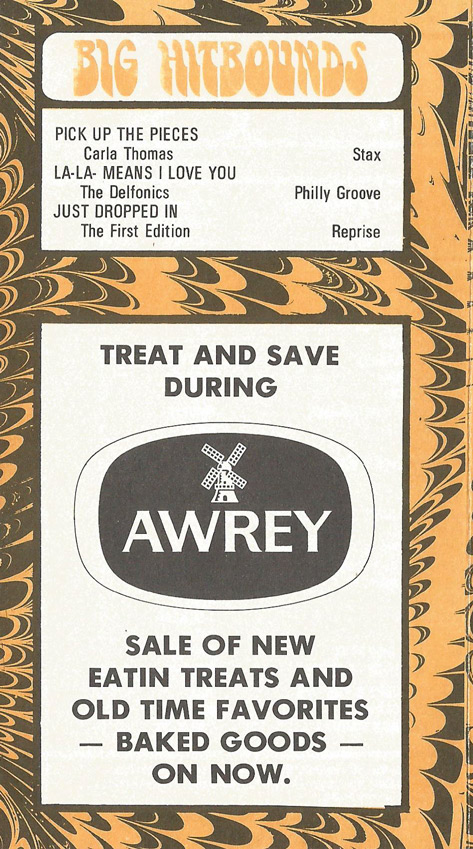 BIG HITBOUNDS
PICK UP THE PIECES
Carla Thomas Stax
LA-LA- MEANS I LOVE YOU
The Delfonics Philly Groove
JUST DROPPED IN
The First Edition Reprise
TREAT AND SAVE
DURING
AWREY
SALE OF NEW
EATIN TREATS AND
OLD TIME FAVORITES
— BAKED GOODS —
ON NOW.